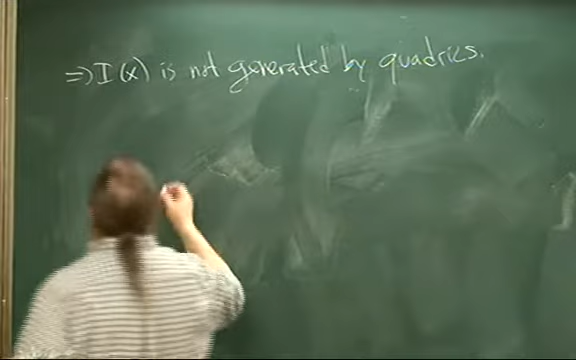 ⇒ I(x) is not generated by quadrics.